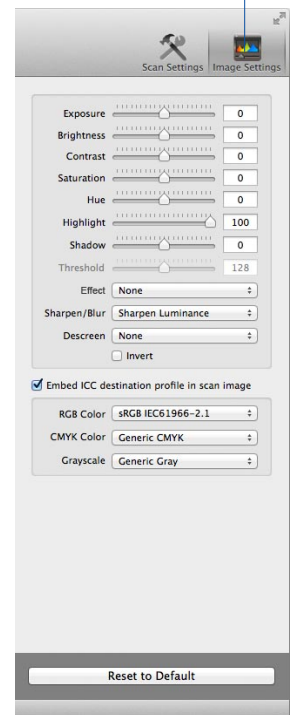 Scan Settings Image Settings
Exposure 0
Brightness 0
Contrast 0
Saturation 0
Hue 0
Highlight 100
Shadow 0
Threshold 128
Effect None
Sharpen/Blur Sharpen Luminance
Descreen None
Invert
Embed ICC destination profile in scan image
RGB Color sRGB IEC61966-2.1
CMYK Color Generic CMYK
Grayscale Generic Gray
Reset to Default